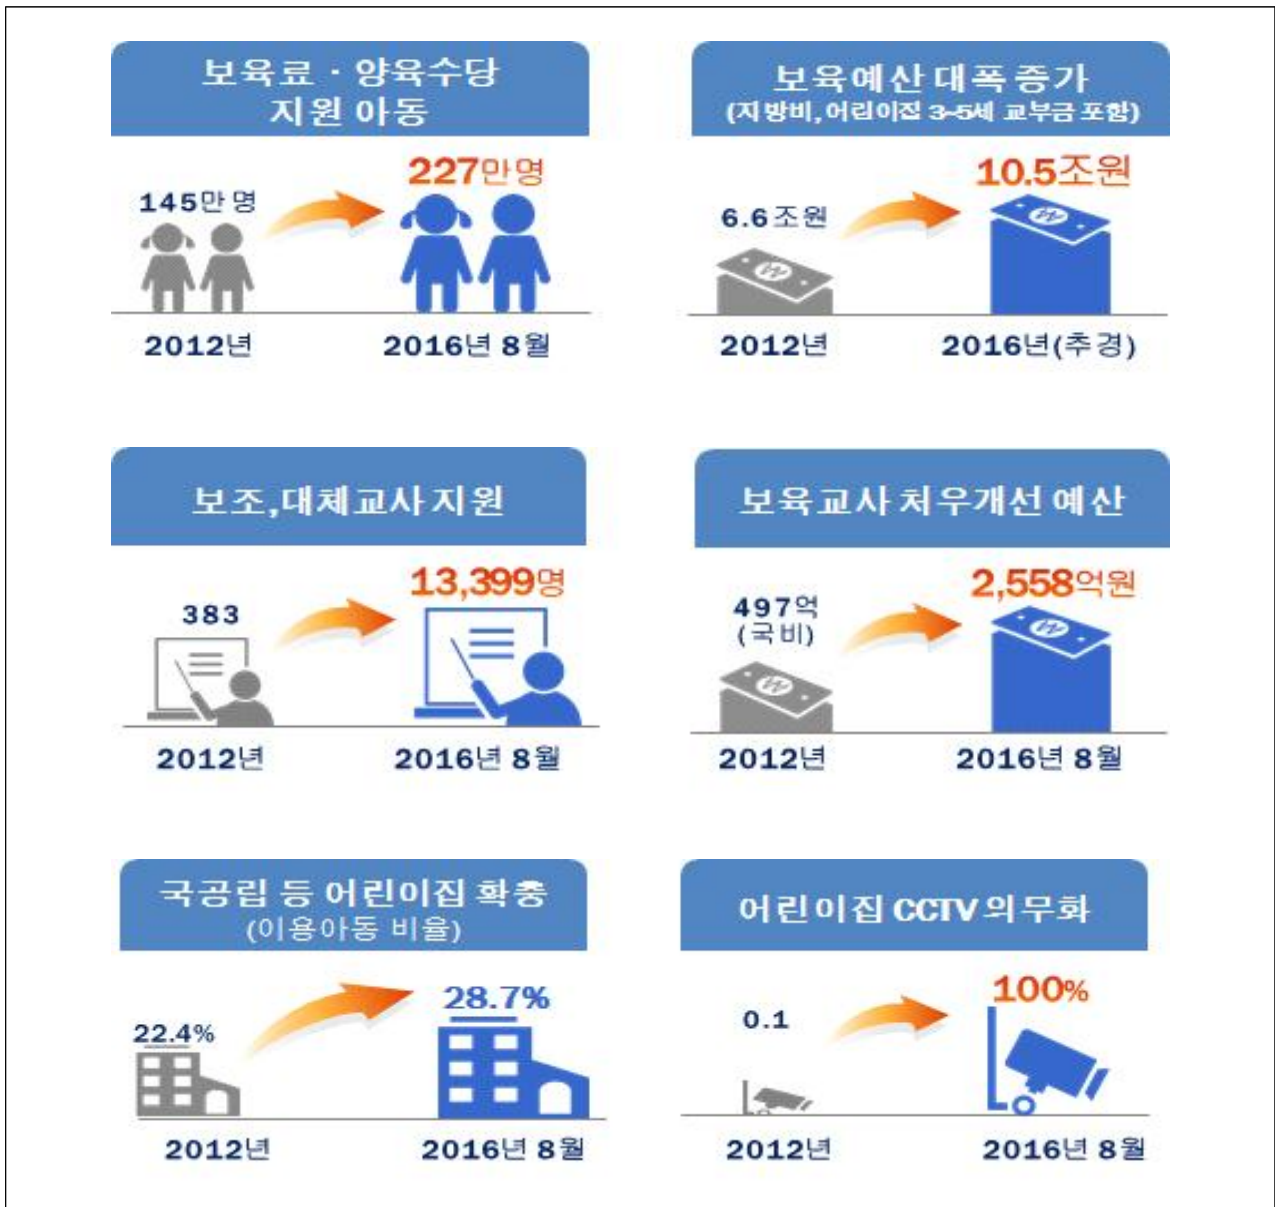 보육료 · 양육수당
지원 아동
145만 명
227만명
2012년
2016년 8월
보육예산 대폭 증가
(지방비, 어린이집 3-5세 교부금 포함)
6.6조원
10.5조원
2012년
2016년(추경)
보조,대체교사 지원
383
13,399명
2012년
2016년 8월
보육교사 처우개선 예산
497억
(국비)
2,558억원
2012년
2016년 8월
국공립 등 어린이집 확충
(이용아동 비율)
22.4%
28.7%
2012년
2016년 8월
어린이집 CCTV 의무화
0.1
100%
2012년
2016년 8월